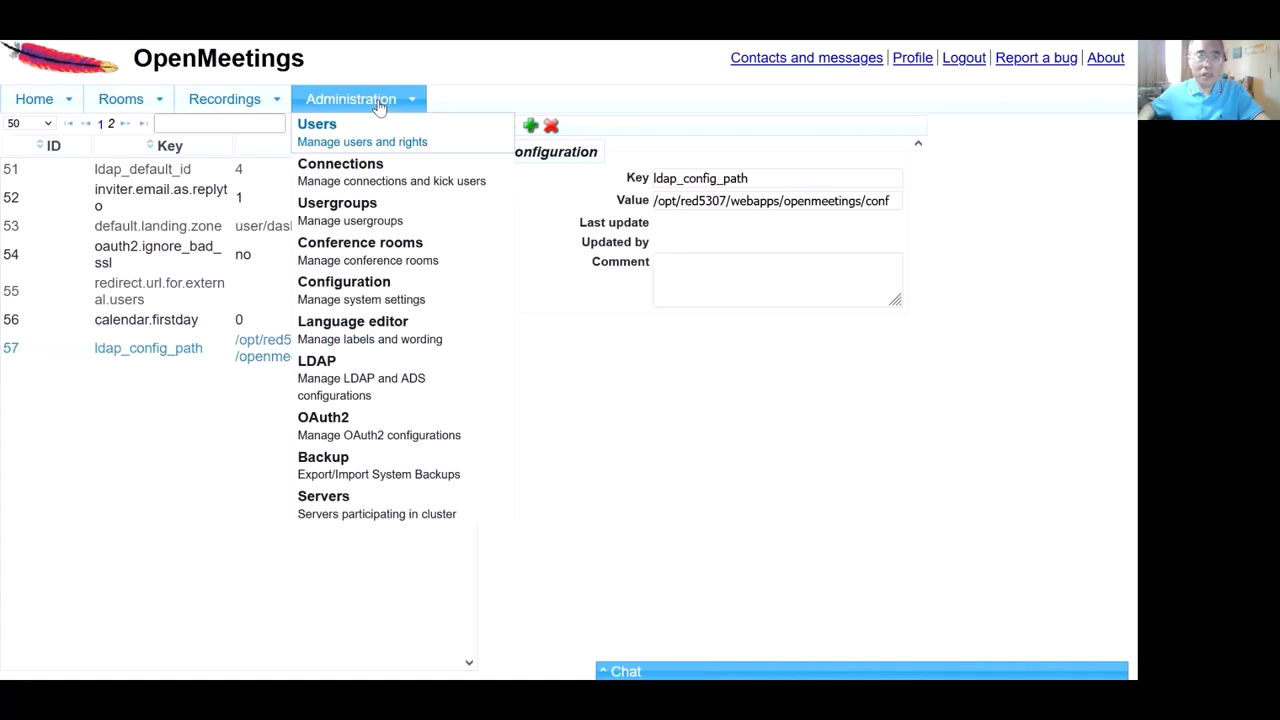 OpenMeetings
Contacts and messages | Profile | Logout | Report a bug | About
Home
Rooms
Recordings
Administration
50
1 2
ID
Key
51 ldap_default_id 4
52 inviter.email.as.replyt
o 1
53 default.landing.zone user/das
54 oauth2.ignore_bad_
ssl no
55 redirect.url.for.extern
al.users
56 calendar.firstday 0
57 ldap_config_path /opt/red5
/openme
Users
Manage users and rights
Connections
Manage connections and kick users
Usergroups
Manage usergroups
Conference rooms
Manage conference rooms
Configuration
Manage system settings
Language editor
Manage labels and wording
LDAP
Manage LDAP and ADS
configurations
OAuth2
Manage OAuth2 configurations
Backup
Export/Import System Backups
Servers
Servers participating in cluster
onfiguration
Key ldap_config_path
Value /opt/red5307/webapps/openmeetings/conf
Last update
Updated by
Comment
Chat